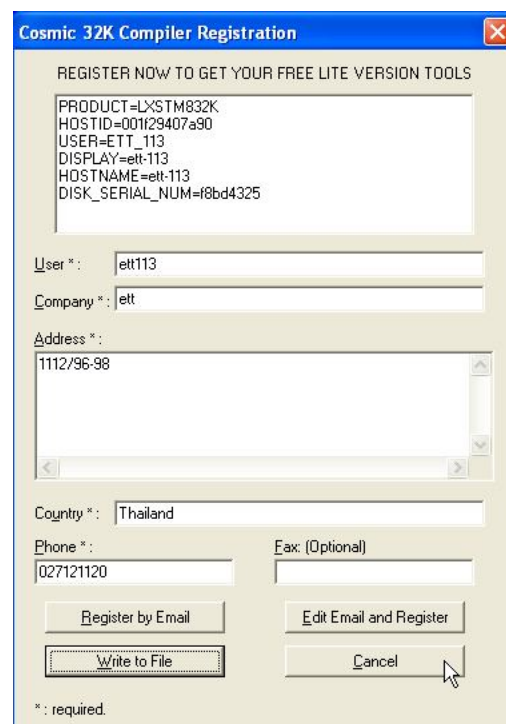 Cosmic 32K Compiler Registration
REGISTER NOW TO GET YOUR FREE LITE VERSION TOOLS
PRODUCT=LXSTM832K
HOSTID=001f29407a90
USER=ETT_113
DISPLAY=ett-113
HOSTNAME=ett-113
DISK_SERIAL_NUM=f8bd4325
User * : ett113
Company * : ett
Address * :
1112/96-98
Country * : Thailand
Phone * : Fax: (Optional)
027121120
Register by Email Edit Email and Register
Write to File Cancel
* : required.